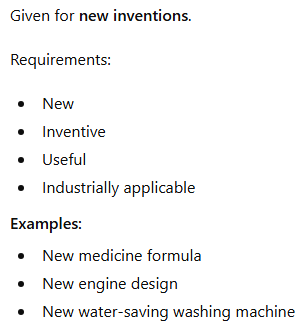 Given for new inventions.
Requirements:
• New
• Inventive
• Useful
• Industrially applicable
Examples:
• New medicine formula
• New engine design
• New water-saving washing machine